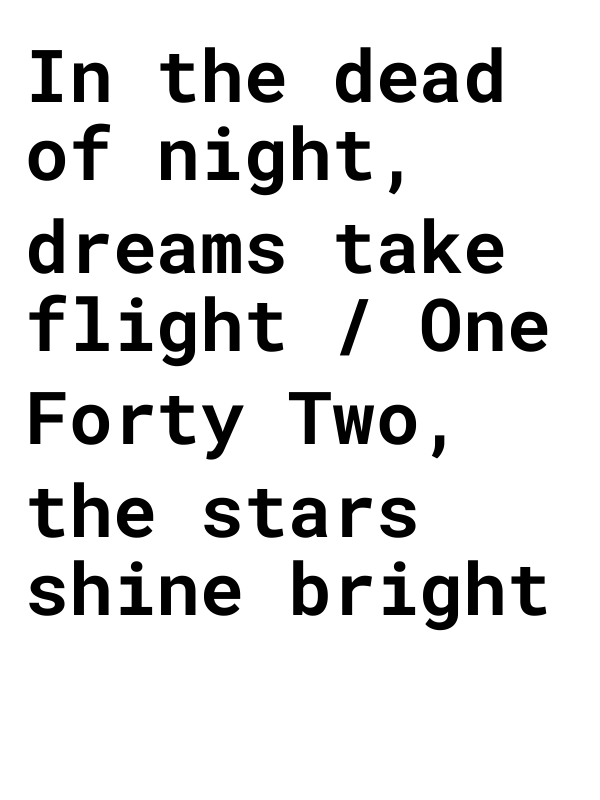 In the dead
of night,
dreams take
flight / One
Forty Two,
the stars
shine bright